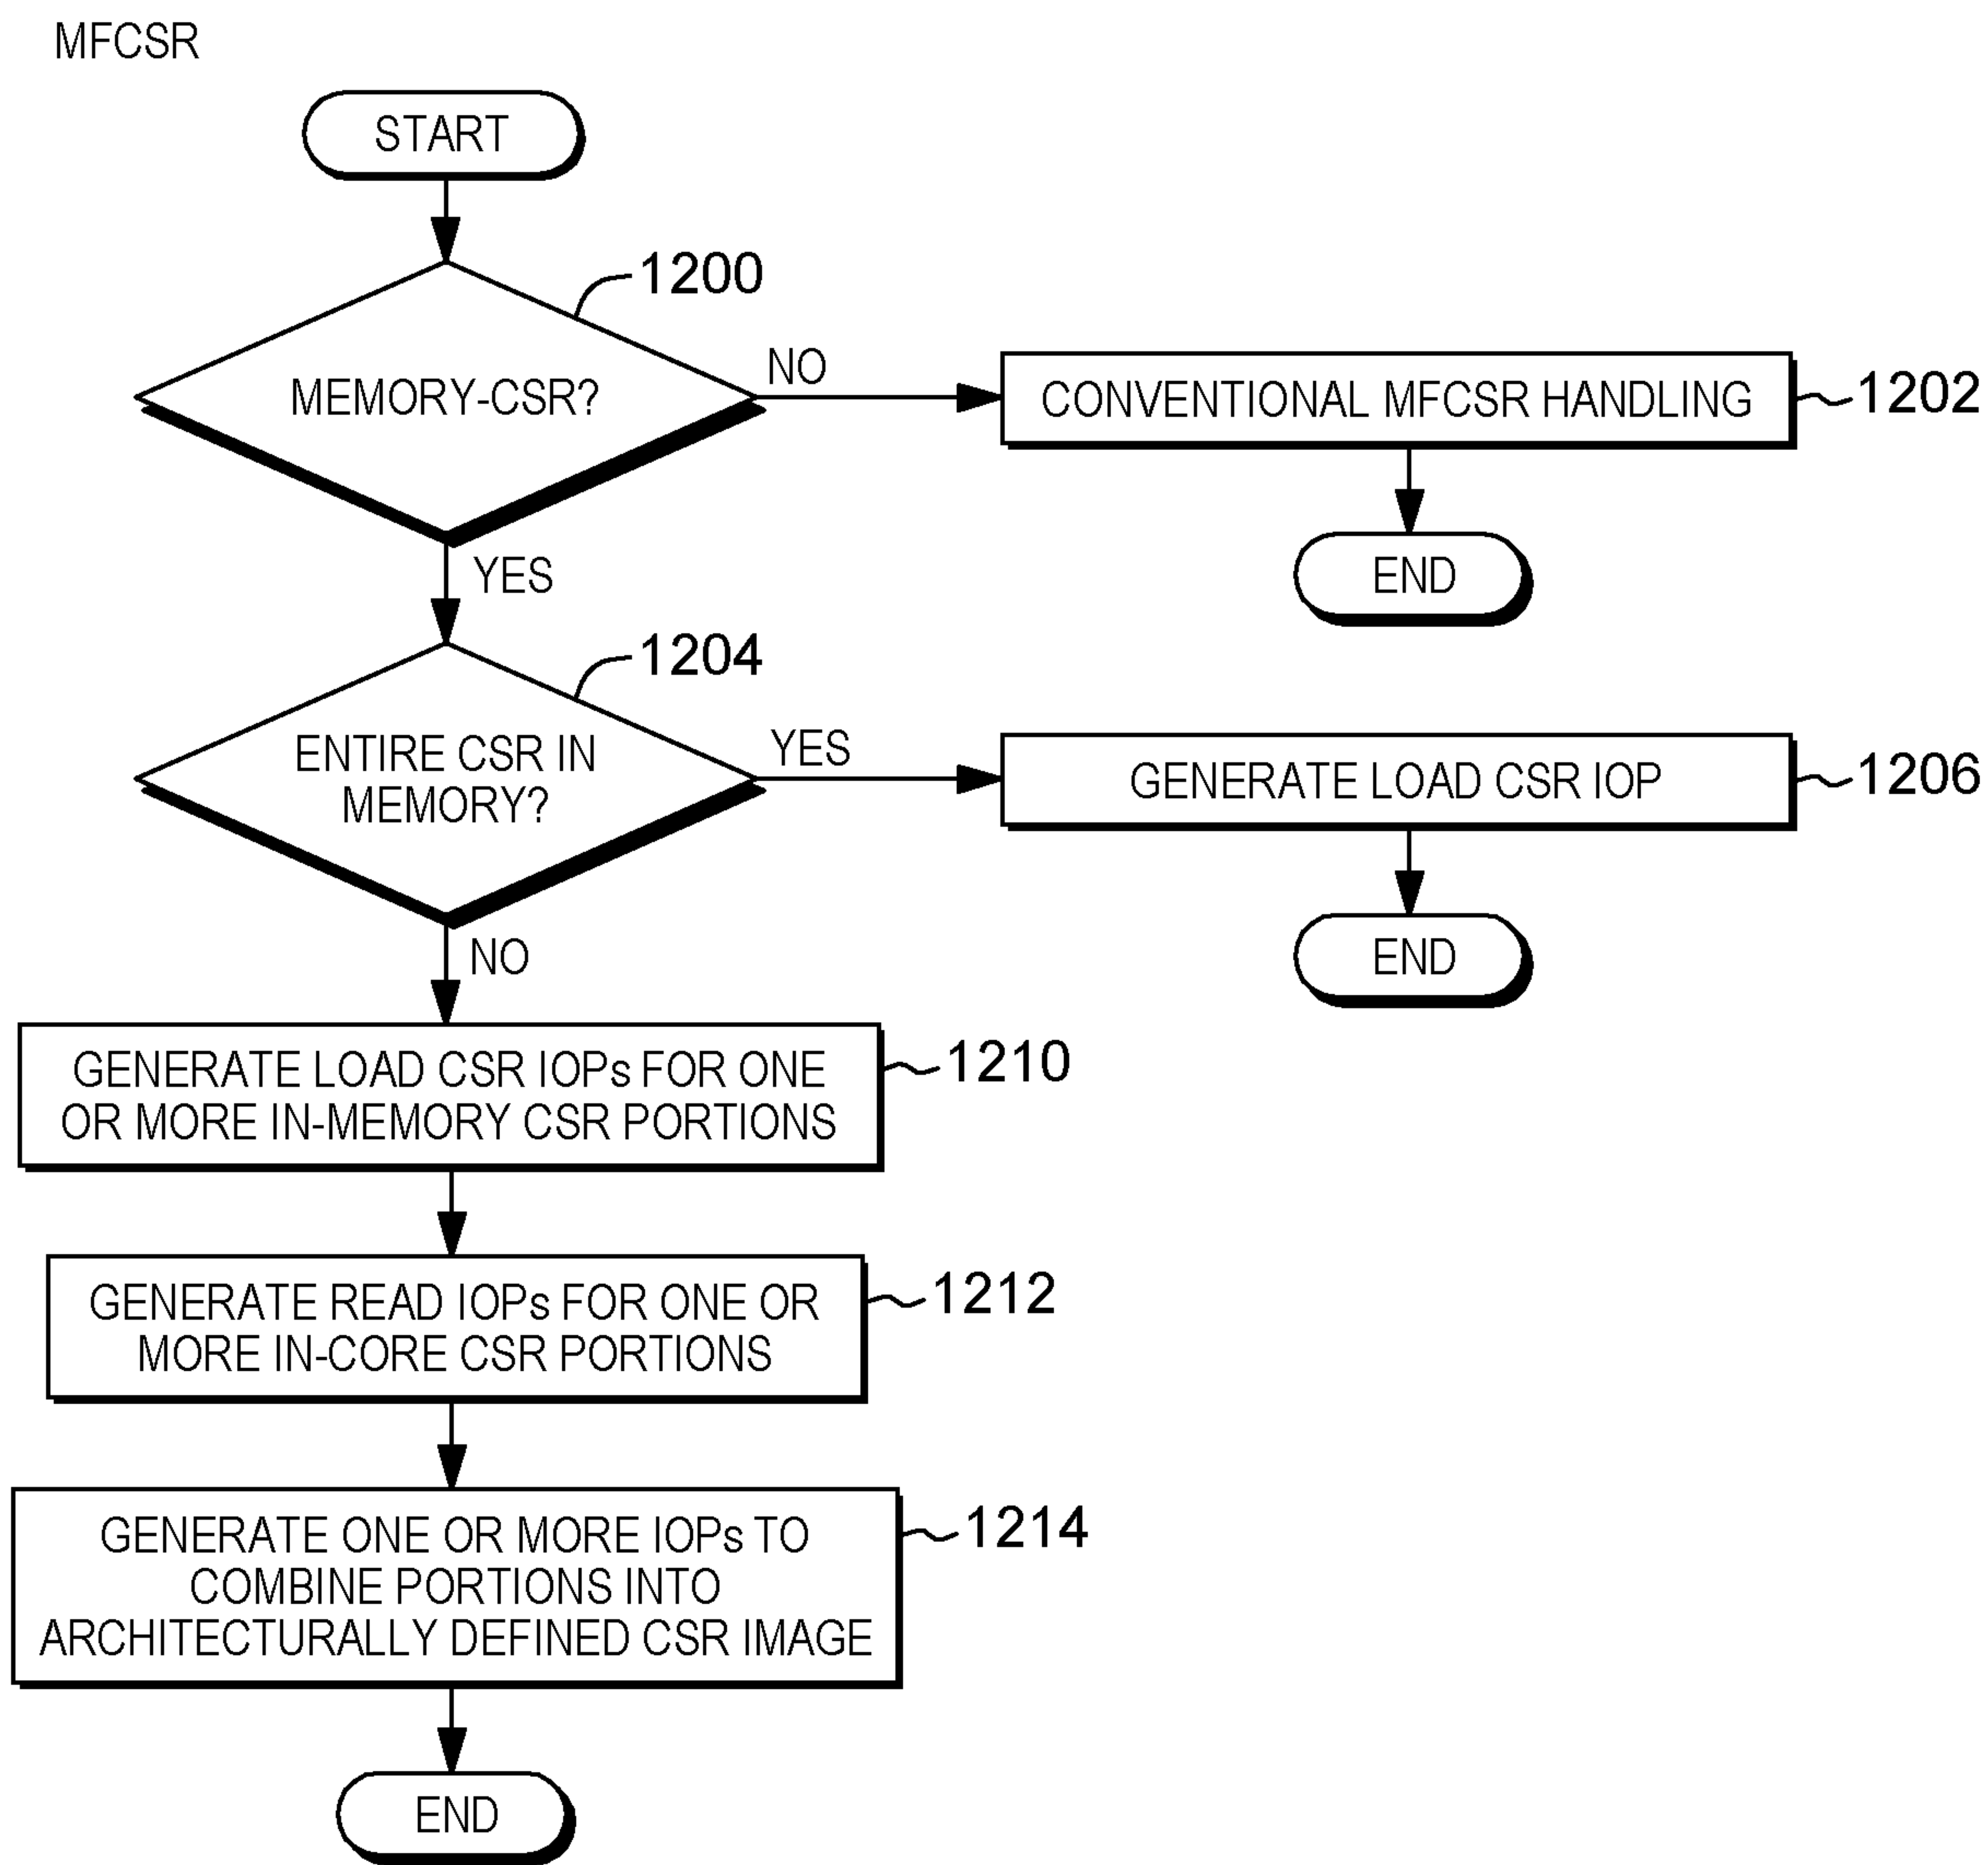 MFCSR
START
1200
MEMORY-CSR?
NO
CONVENTIONAL MFCSR HANDLING
1202
END
YES
1204
ENTIRE CSR IN
MEMORY?
YES
GENERATE LOAD CSR IOP
1206
END
NO
GENERATE LOAD CSR IOPs FOR ONE
OR MORE IN-MEMORY CSR PORTIONS
1210
GENERATE READ IOPs FOR ONE OR
MORE IN-CORE CSR PORTIONS
1212
GENERATE ONE OR MORE IOPs TO
COMBINE PORTIONS INTO
ARCHITECTURALLY DEFINED CSR IMAGE
1214
END